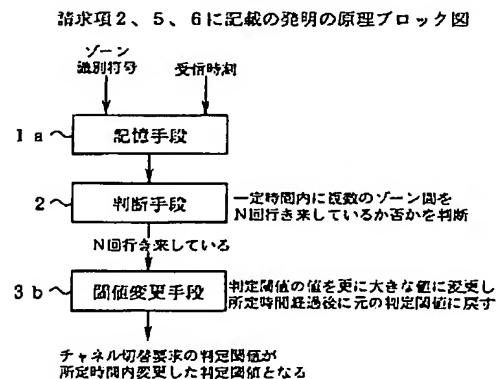 請求項2、5、6に記載の発明の原理ブロック図
ゾーン
識別符号
受信時刻
1a
記憶手段
2
判断手段
一定時間内に複数のゾーン間を
N回行き来しているか否かを判断
N回行き来している
3b
閾値変更手段
判定閾値の値を更に大きな値に変更し
所定時間経過後に元の判定閾値に戻す
チャネル切替要求の判定閾値が
所定時間内変更した判定閾値となる